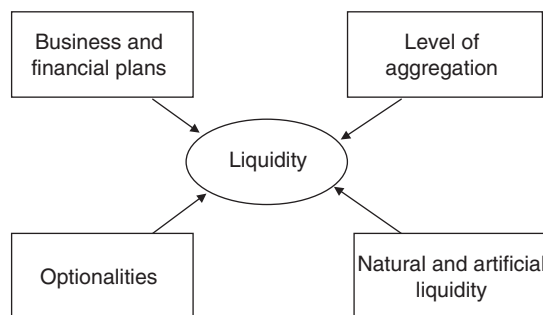 Business and
financial plans
Level of
aggregation
Liquidity
Optionalities
Natural and artificial
liquidity